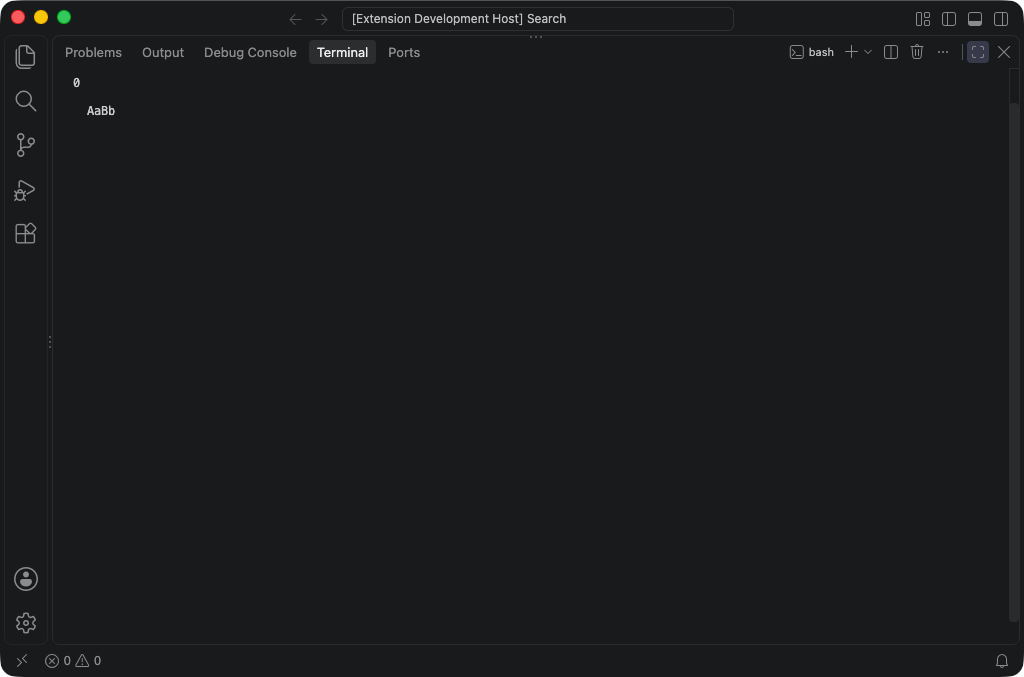 [Extension Development Host] Search
Problems Output Debug Console Terminal Ports bash
0
AaBb
0 0